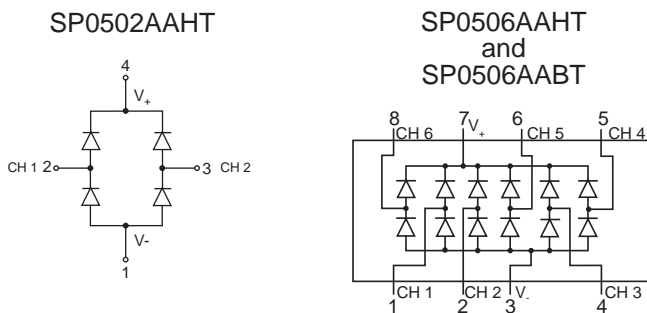 SP0502AAHT
4
V+
CH 1 2
3 CH 2
V-
1
SP0506AAHT
and
SP0506AABT
8 7 6 5
CH 6 V+ CH 5 CH 4
CH 1 CH 2 V- CH 3
1 2 3 4